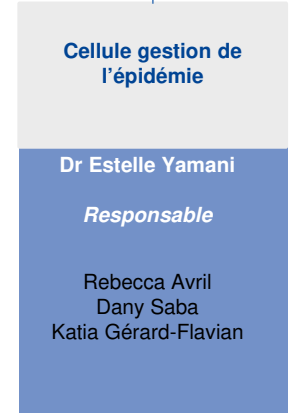 Cellule gestion de
l'épidémie
Dr Estelle Yamani
Responsable
Rebecca Avril
Dany Saba
Katia Gérard-Flavian